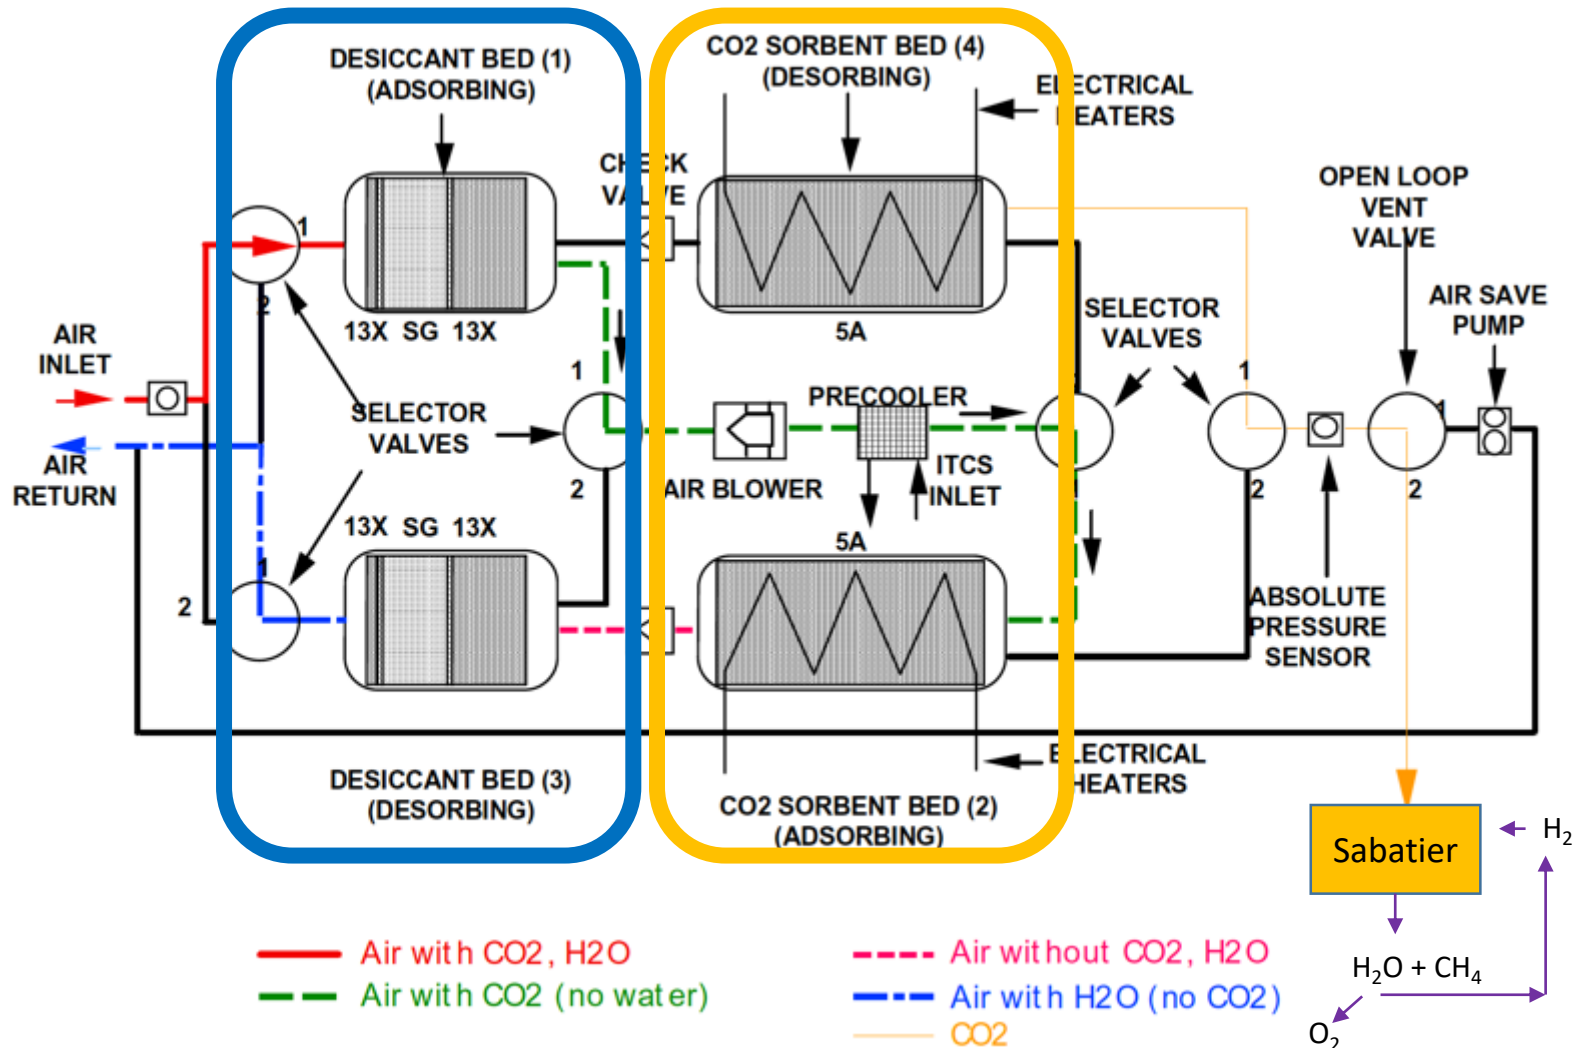 DESICCANT BED (1)
(ADSORBING)
CO2 SORBENT BED (4)
(DESORBING)
ELECTRICAL
HEATERS
CHECK
VALVE
OPEN LOOP
VENT
VALVE
AIR SAVE
PUMP
SELECTOR
VALVES
1
2
13X SG 13X
5A
AIR
INLET
1
PRECOOLER
1
1
SELECTOR
VALVES
AIR
RETURN
2
AIR BLOWER
ITCS
INLET
2
2
13X SG 13X
5A
1
2
1
ABSOLUTE
PRESSURE
SENSOR
DESICCANT BED (3)
(DESORBING)
CO2 SORBENT BED (2)
(ADSORBING)
ELECTRICAL
HEATERS
Sabatier
H2
H2O + CH4
O2
Air with CO2, H2O
Air with CO2 (no water)
Air without CO2, H2O
Air with H2O (no CO2)
CO2